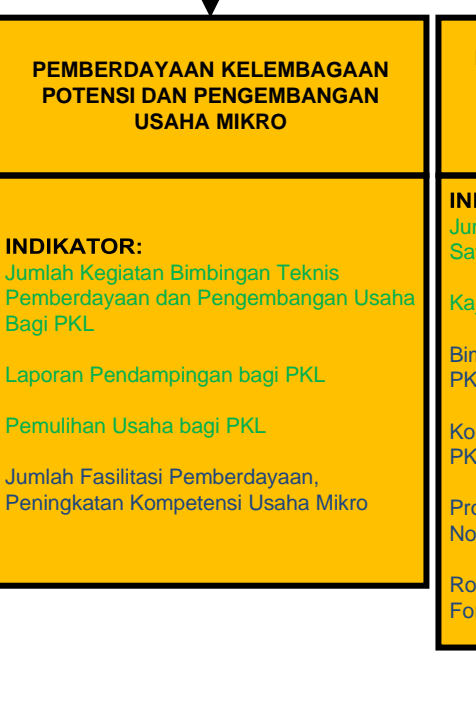 PEMBERDAYAAN KELEMBAGAAN
POTENSI DAN PENGEMBANGAN
USAHA MIKRO
INDIKATOR:
Jumlah Kegiatan Bimbingan Teknis
Pemberdayaan dan Pengembangan Usaha
Bagi PKL
Laporan Pendampingan bagi PKL
Pemulihan Usaha bagi PKL
Jumlah Fasilitasi Pemberdayaan,
Peningkatan Kompetensi Usaha Mikro